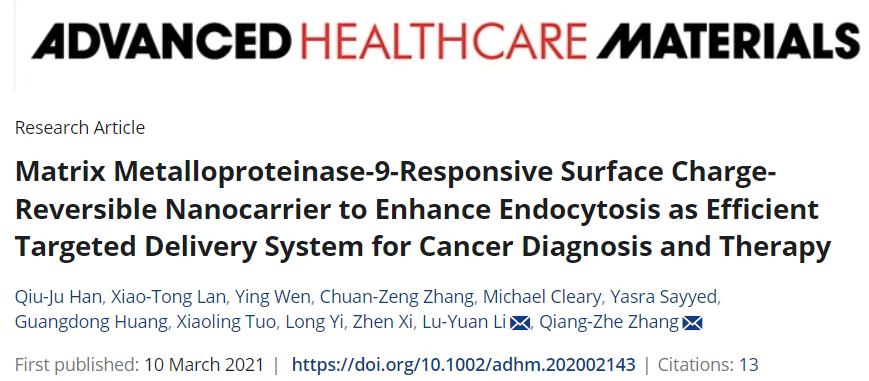 ADVANCED HEALTHCARE MATERIALS
Research Article
Matrix Metalloproteinase-9-Responsive Surface Charge-
Reversible Nanocarrier to Enhance Endocytosis as Efficient
Targeted Delivery System for Cancer Diagnosis and Therapy
Qiu-Ju Han, Xiao-Tong Lan, Ying Wen, Chuan-Zeng Zhang, Michael Cleary, Yasra Sayyed,
Guangdong Huang, Xiaoling Tuo, Long Yi, Zhen Xi, Lu-Yuan Li, Qiang-Zhe Zhang
First published: 10 March 2021 | https://doi.org/10.1002/adhm.202002143 | Citations: 13